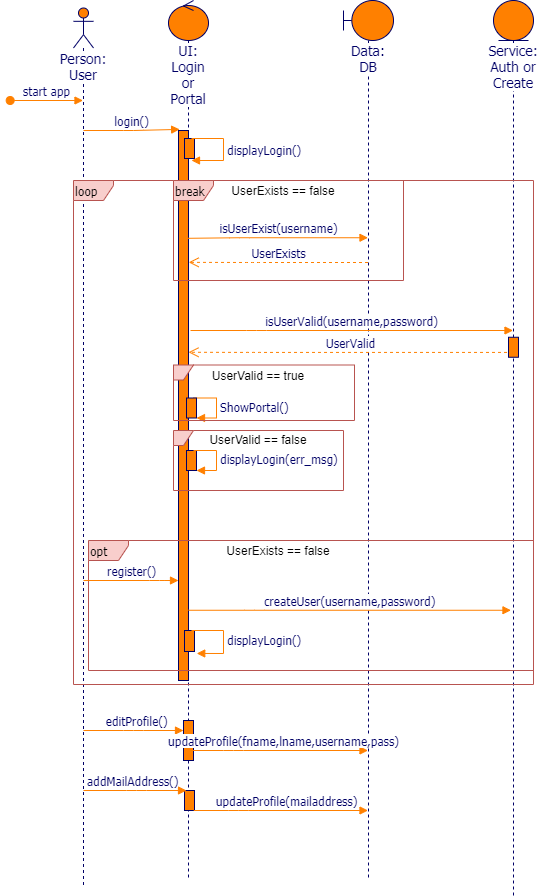 Person:
User
UI:
Login
or
Portal
Data:
DB
Service:
Auth or
Create
start app
login()
displayLogin()
loop
break
UserExists == false
isUserExist(username)
UserExists
isUserValid(username,password)
UserValid
UserValid == true
ShowPortal()
UserValid == false
displayLogin(err_msg)
opt
UserExists == false
register()
createUser(username,password)
displayLogin()
editProfile()
updateProfile(fname,lname,username,pass)
addMailAddress()
updateProfile(mailaddress)